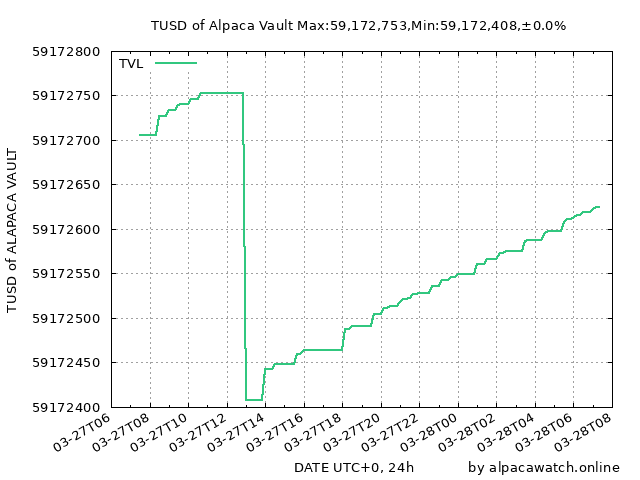 TUSD of Alpaca Vault Max:59,172,753,Min:59,172,408,±0.0%
TVL
59172800
59172750
59172700
59172650
59172600
59172550
59172500
59172450
59172400
TUSD of ALAPACA VAULT
03-27T06
03-27T08
03-27T10
03-27T12
03-27T14
03-27T16
03-27T18
03-27T20
03-27T22
03-28T00
03-28T02
03-28T04
03-28T06
03-28T08
DATE UTC+0, 24h
by alpacawatch.online